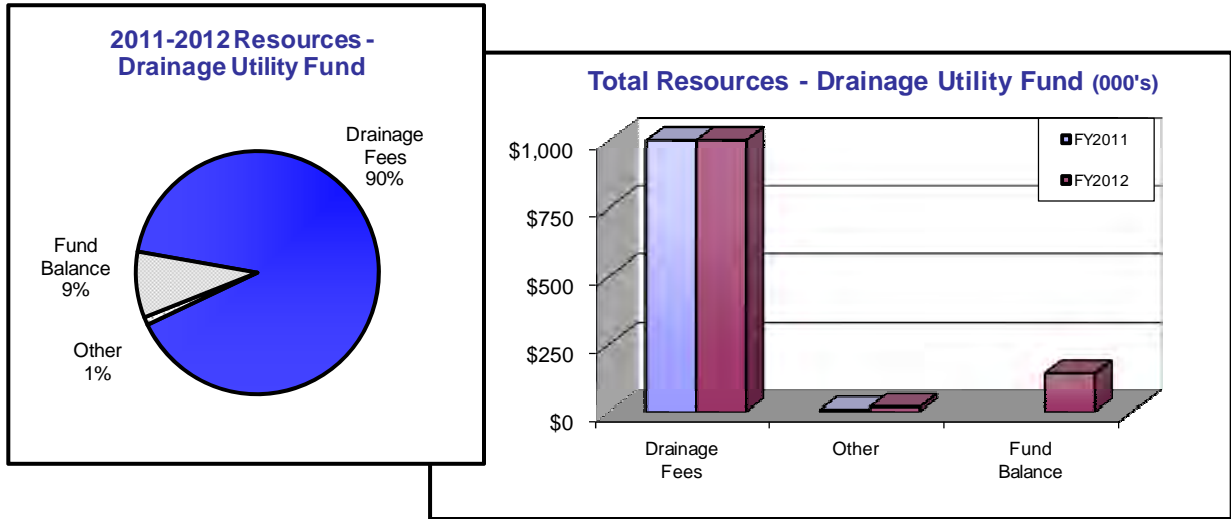 2011-2012 Resources -
Drainage Utility Fund
Drainage
Fees
90%
Fund
Balance
9%
Other
1%
Total Resources - Drainage Utility Fund (000's)
$1,000
$750
$500
$250
$0
FY2011
FY2012
Drainage
Fees
Other
Fund
Balance